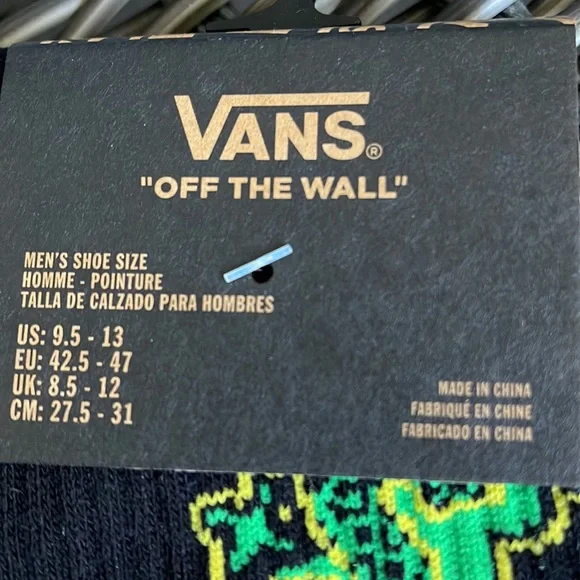 VANS®
"OFF THE WALL"
MEN'S SHOE SIZE
HOMME - POINTURE
TALLA DE CALZADO PARA HOMBRES
US: 9.5 - 13
EU: 42.5 - 47
UK: 8.5 - 12
CM: 27.5 - 31
MADE IN CHINA
FABRIQUÉ EN CHINE
FABRICADO EN CHINA